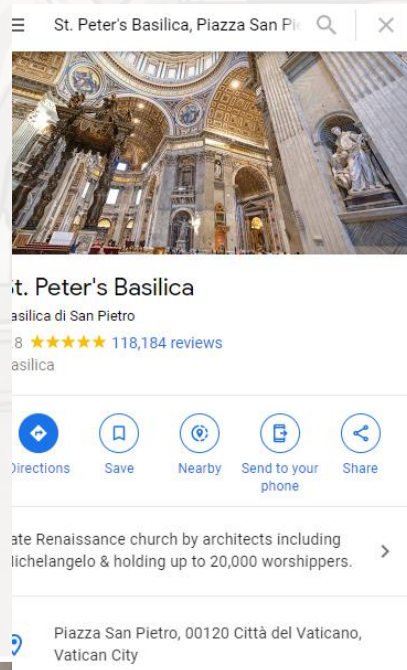 St. Peter's Basilica, Piazza San Pi
t. Peter's Basilica
asilica di San Pietro
.8 118,184 reviews
asilica
Directions Save Nearby Send to your phone Share
ate Renaissance church by architects including
ichelangelo & holding up to 20,000 worshippers.
Piazza San Pietro, 00120 Città del Vaticano,
Vatican City